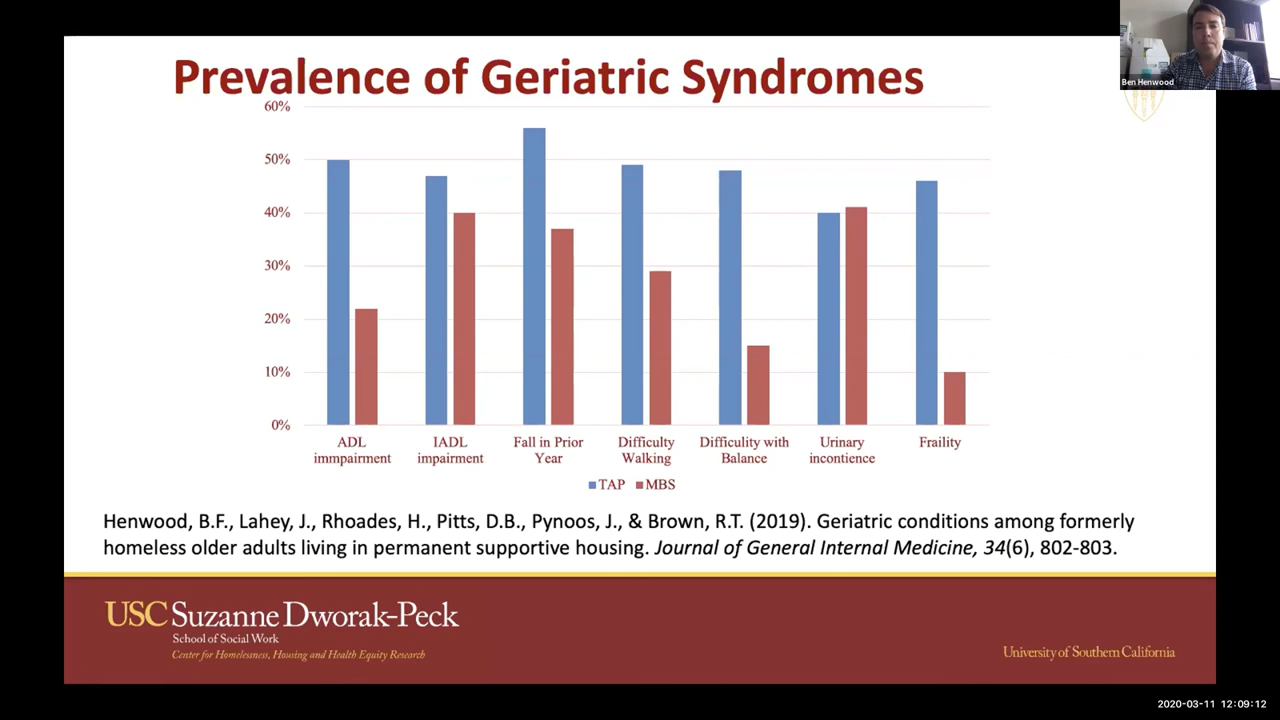 Prevalence of Geriatric Syndromes
Ben Henwood
60%
50%
40%
30%
20%
10%
0%
ADL
immpairment
IADL
impairment
Fall in Prior
Year
Difficulty
Walking
Difficulity with
Balance
Urinary
incontience
Fraility
TAP MBS
Henwood, B.F., Lahey, J., Rhoades, H., Pitts, D.B., Pynoos, J., & Brown, R.T. (2019). Geriatric conditions among formerly
homeless older adults living in permanent supportive housing. Journal of General Internal Medicine, 34(6), 802-803.
USC Suzanne Dworak-Peck
School of Social Work
Center for Homelessness, Housing and Health Equity Research
University of Southern California
2020-03-11 12:09:12